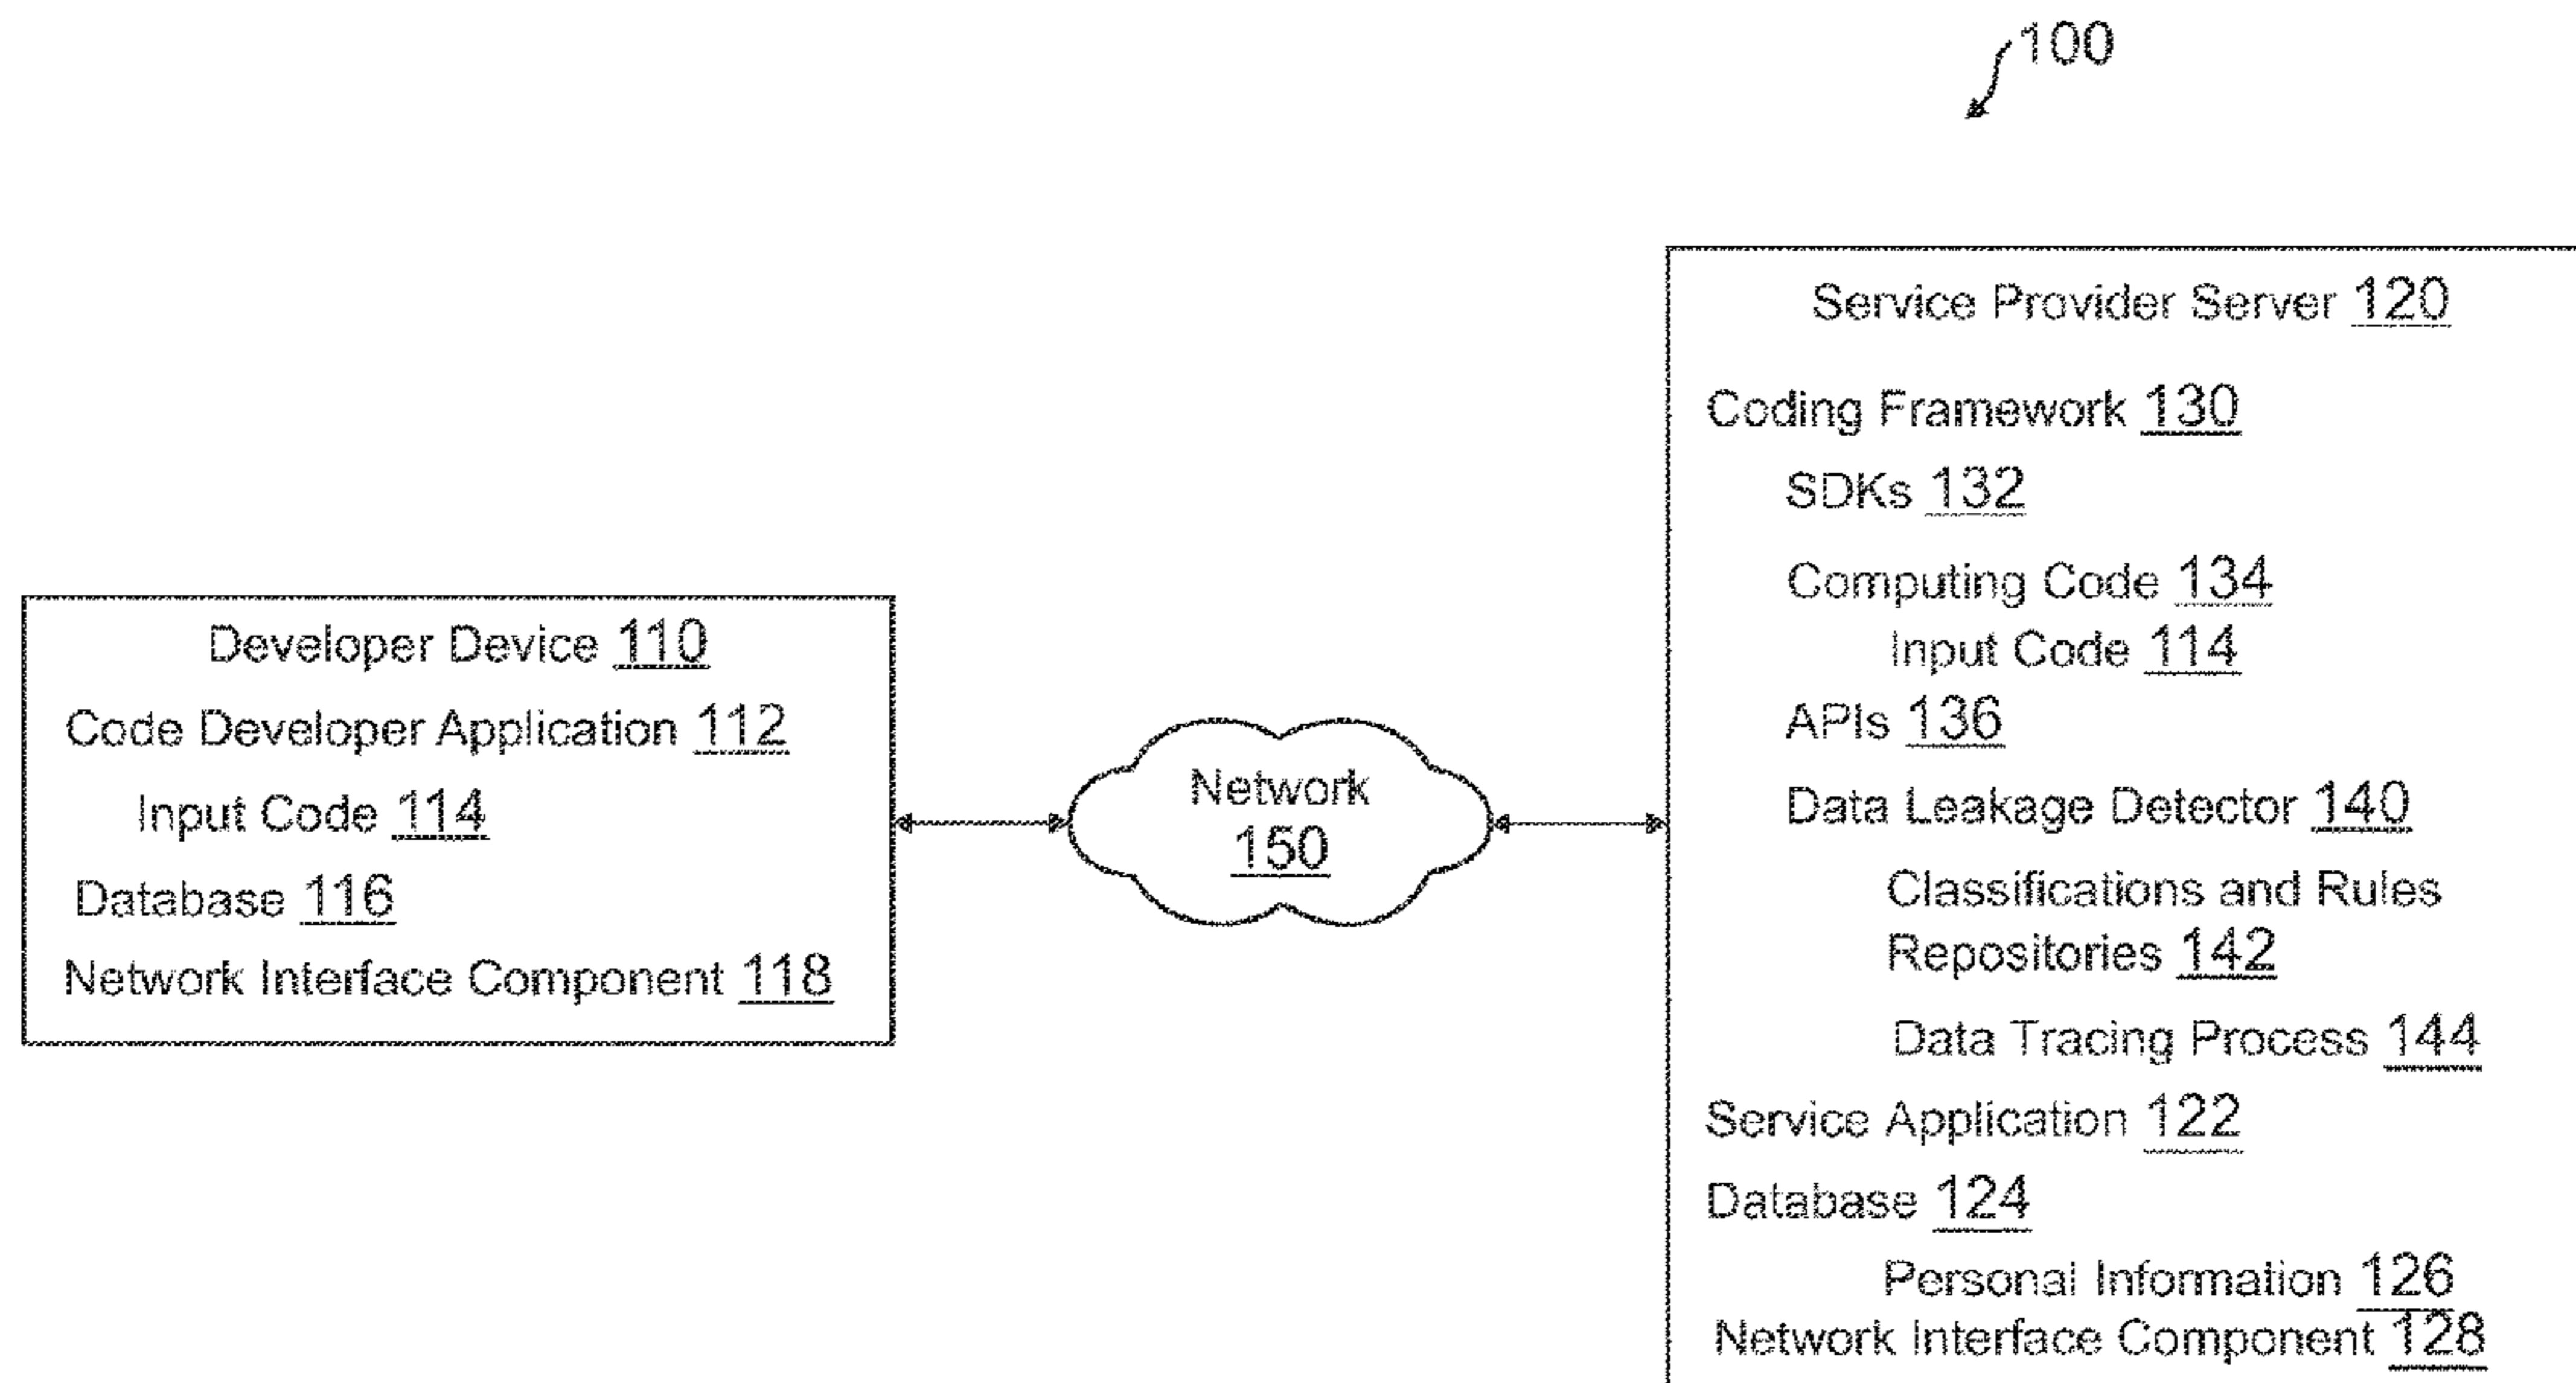 100
Developer Device 110
Code Developer Application 112
Input Code 114
Database 116
Network Interface Component 118
Network
150
Service Provider Server 120
Coding Framework 130
SDKs 132
Computing Code 134
Input Code 114
APIs 136
Data Leakage Detector 140
Classifications and Rules
Repositories 142
Data Tracing Process 144
Service Application 122
Database 124
Personal Information 126
Network Interface Component 128